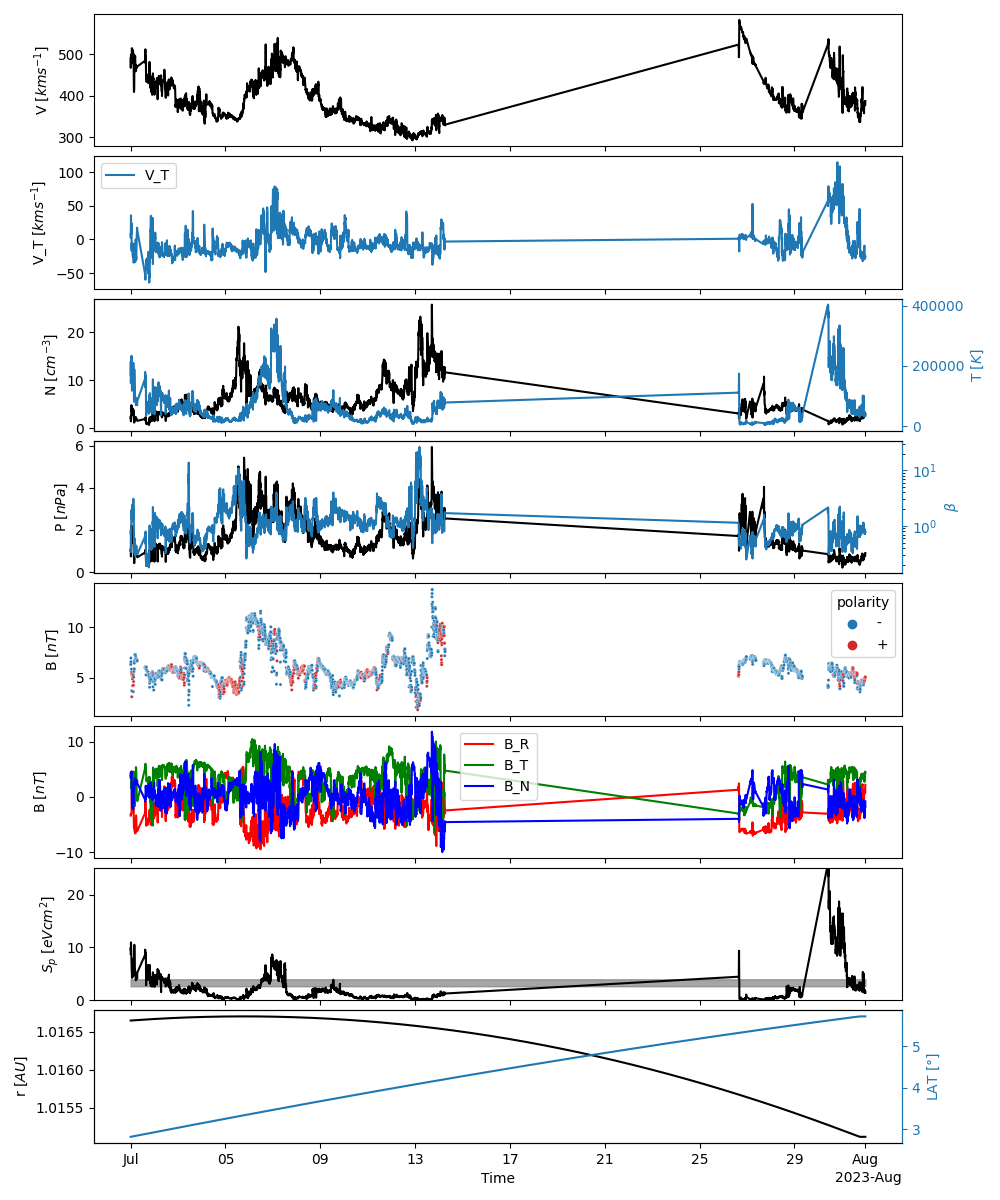 V [kms⁻¹]
500
400
300
V_T [kms⁻¹]
100
50
0
−50
V_T
N [cm⁻³]
20
10
0
400000
200000
0
T [K]
P [nPa]
6
4
2
0
10¹
10⁰
β
B [nT]
10
5
polarity
-
+
B [nT]
10
0
−10
B_R
B_T
B_N
Sₚ [eVcm²]
20
10
0
r [AU]
1.0165
1.0160
1.0155
5
4
3
LAT [°]
Jul 05 09 13 17 21 25 29 Aug
Time
2023-Aug